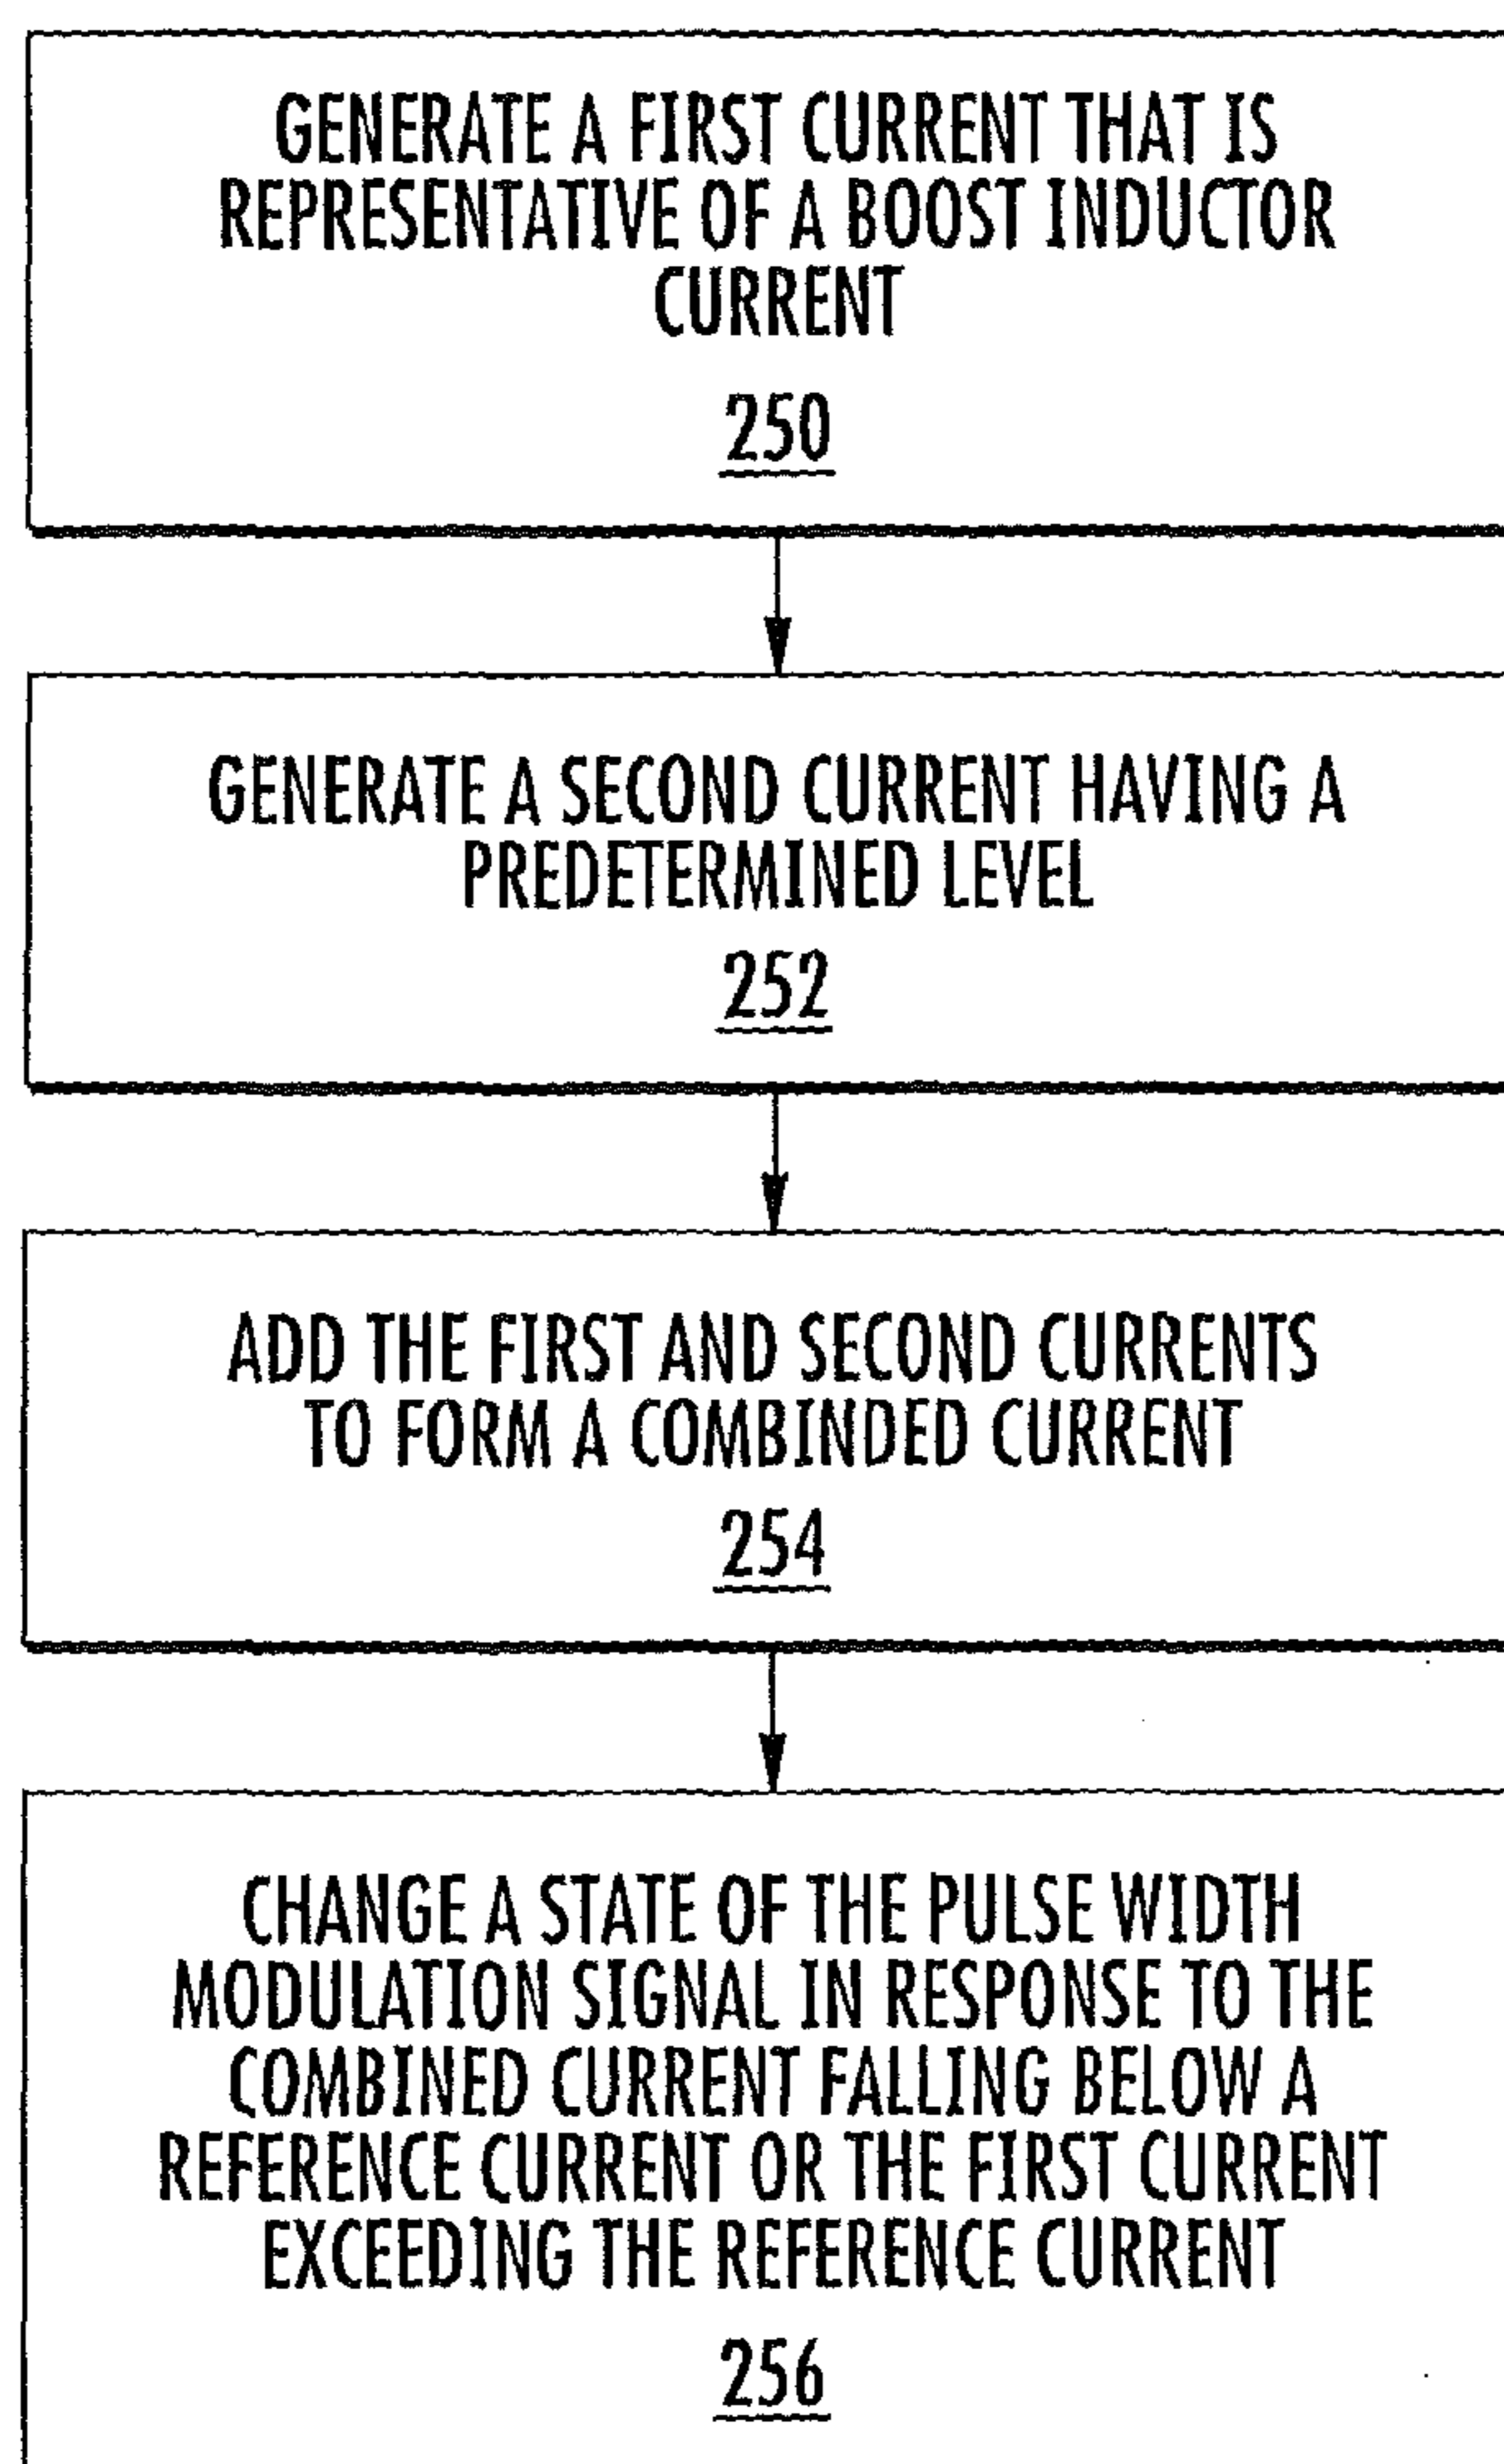 GENERATE A FIRST CURRENT THAT IS
REPRESENTATIVE OF A BOOST INDUCTOR
CURRENT
250
GENERATE A SECOND CURRENT HAVING A
PREDETERMINED LEVEL
252
ADD THE FIRST AND SECOND CURRENTS
TO FORM A COMBINDED CURRENT
254
CHANGE A STATE OF THE PULSE WIDTH
MODULATION SIGNAL IN RESPONSE TO THE
COMBINED CURRENT FALLING BELOW A
REFERENCE CURRENT OR THE FIRST CURRENT
EXCEEDING THE REFERENCE CURRENT
256